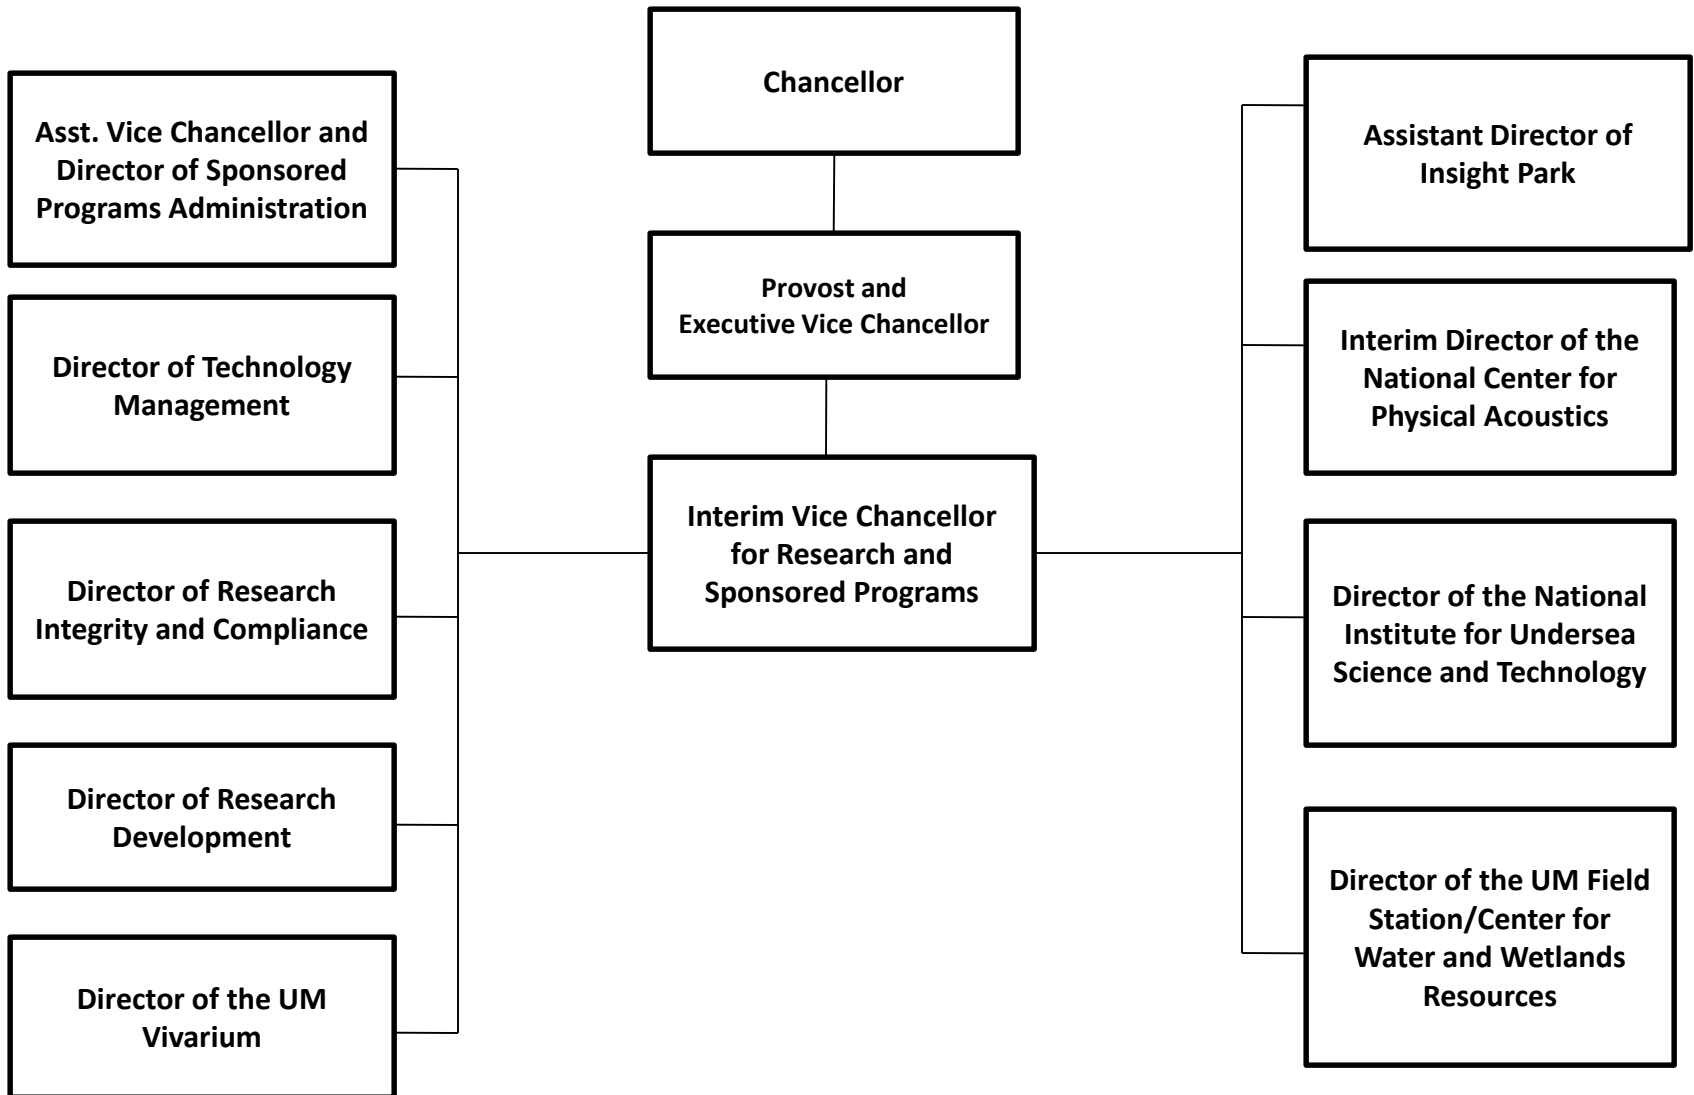 Chancellor
Provost and
Executive Vice Chancellor
Interim Vice Chancellor
for Research and
Sponsored Programs
Asst. Vice Chancellor and
Director of Sponsored
Programs Administration
Director of Technology
Management
Director of Research
Integrity and Compliance
Director of Research
Development
Director of the UM
Vivarium
Assistant Director of
Insight Park
Interim Director of the
National Center for
Physical Acoustics
Director of the National
Institute for Undersea
Science and Technology
Director of the UM Field
Station/Center for
Water and Wetlands
Resources